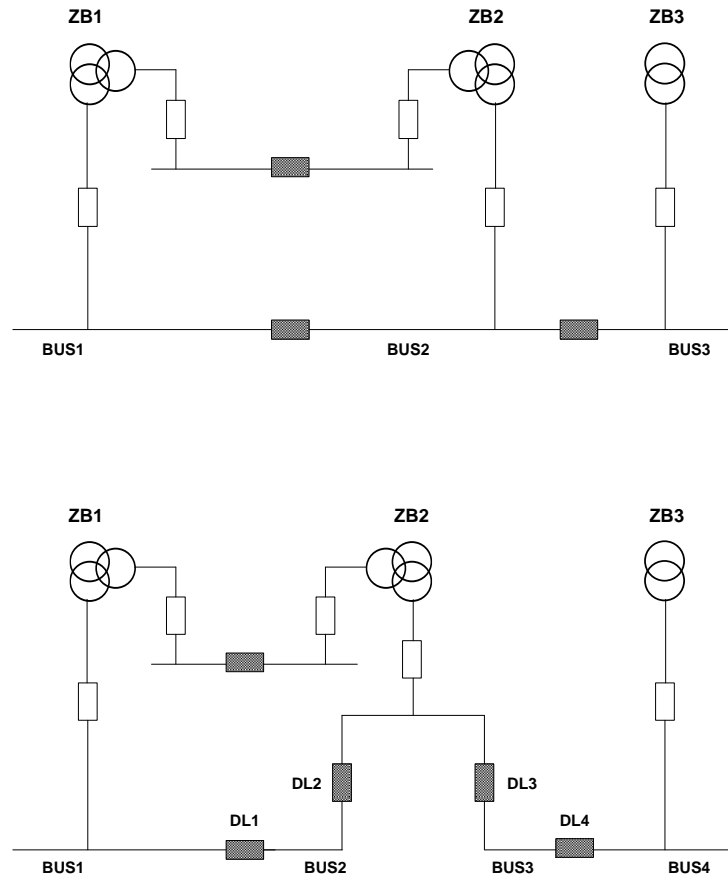 ZB1 ZB2 ZB3
BUS1 BUS2 BUS3
ZB1 ZB2 ZB3
DL2 DL3
DL1 DL4
BUS1 BUS2 BUS3 BUS4